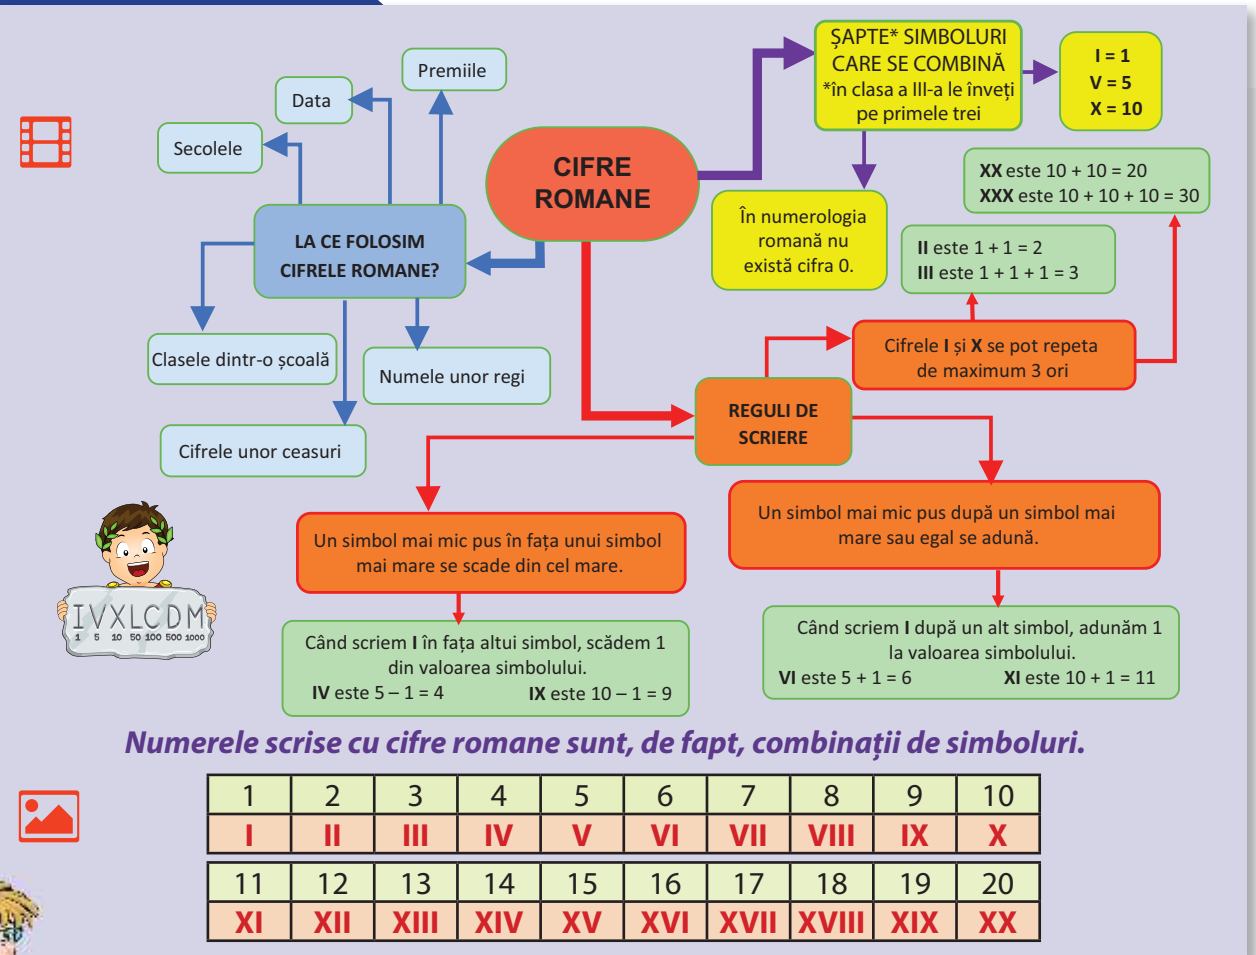 CIFRE
ROMANE
ȘAPTE* SIMBOLURI
CARE SE COMBINĂ
*în clasa a III-a le înveți
pe primele trei
I = 1
V = 5
X = 10
În numerologia
romană nu
există cifra 0.
LA CE FOLOSIM
CIFRELE ROMANE?
Premiile
Data
Secolele
Clasele dintr-o școală
Numele unor regi
Cifrele unor ceasuri
REGULI DE
SCRIERE
Cifrele I și X se pot repeta
de maximum 3 ori
XX este 10 + 10 = 20
XXX este 10 + 10 + 10 = 30
II este 1 + 1 = 2
III este 1 + 1 + 1 = 3
Un simbol mai mic pus în fața unui simbol
mai mare se scade din cel mare.
Când scriem I în fața altui simbol, scădem 1
din valoarea simbolului.
IV este 5 – 1 = 4 IX este 10 – 1 = 9
Un simbol mai mic pus după un simbol mai
mare sau egal se adună.
Când scriem I după un alt simbol, adunăm 1
la valoarea simbolului.
VI este 5 + 1 = 6 XI este 10 + 1 = 11
IVXLCDM
1 5 10 50 100 500 1000
Numerele scrise cu cifre romane sunt, de fapt, combinații de simboluri.
1 2 3 4 5 6 7 8 9 10
I II III IV V VI VII VIII IX X
11 12 13 14 15 16 17 18 19 20
XI XII XIII XIV XV XVI XVII XVIII XIX XX